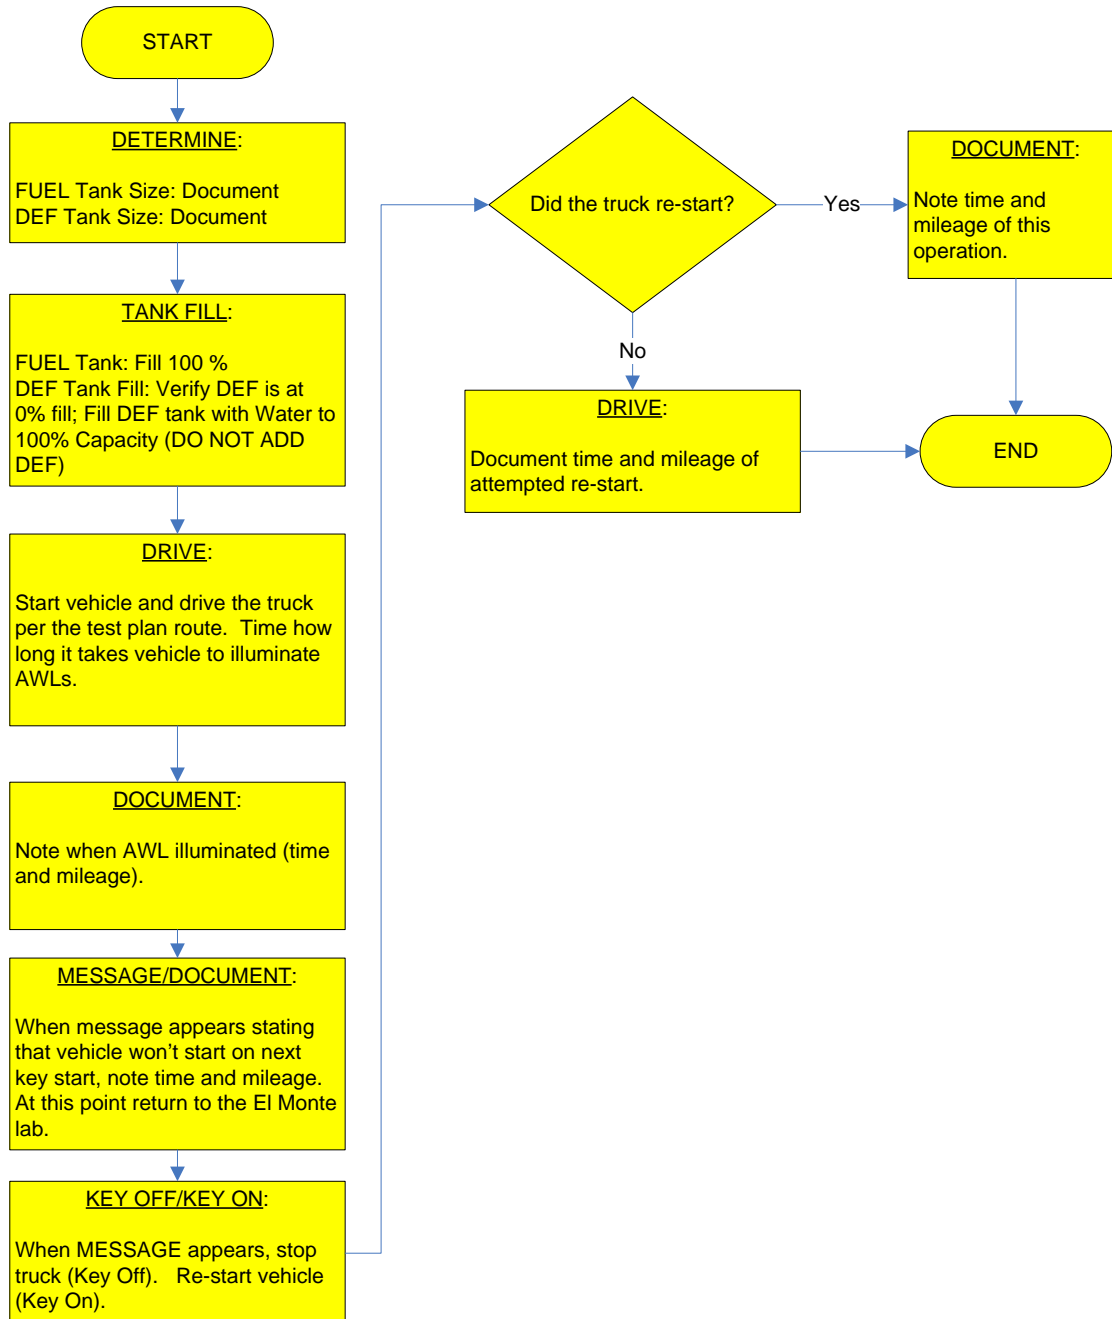 START
DETERMINE:
FUEL Tank Size: Document
DEF Tank Size: Document
TANK FILL:
FUEL Tank: Fill 100 %
DEF Tank Fill: Verify DEF is at
0% fill; Fill DEF tank with Water to
100% Capacity (DO NOT ADD
DEF)
DRIVE:
Start vehicle and drive the truck
per the test plan route.  Time how
long it takes vehicle to illuminate
AWLs.
DOCUMENT:
Note when AWL illuminated (time
and mileage).
MESSAGE/DOCUMENT:
When message appears stating
that vehicle won’t start on next
key start, note time and mileage.
At this point return to the El Monte
lab.
KEY OFF/KEY ON:
When MESSAGE appears, stop
truck (Key Off).   Re-start vehicle
(Key On).
Did the truck re-start?
Yes
DOCUMENT:
Note time and
mileage of this
operation.
No
DRIVE:
Document time and mileage of
attempted re-start.
END